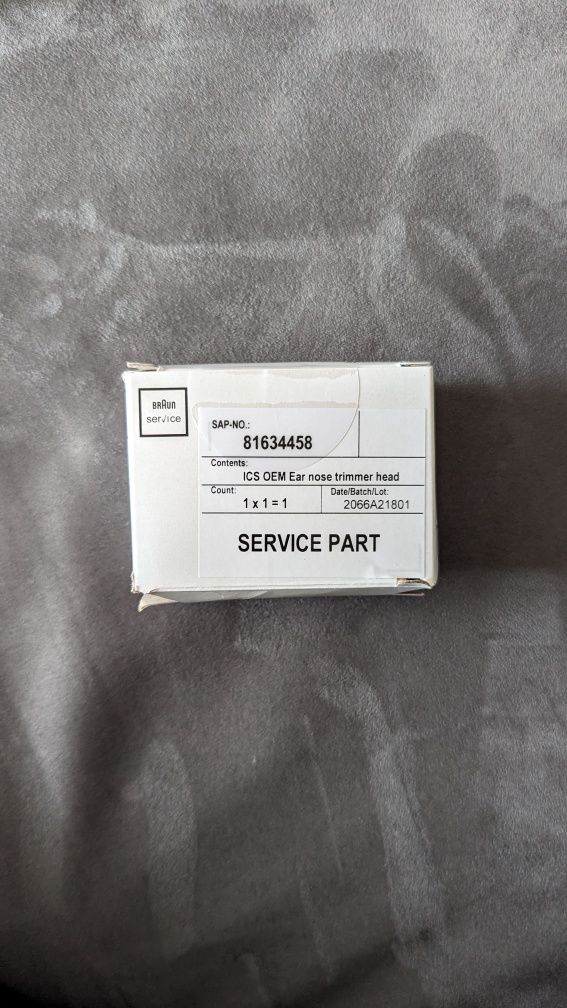 BRAUN
service
SAP-NO.:
81634458
Contents:
ICS OEM Ear nose trimmer head
Count:
1 x 1 = 1
Date/Batch/Lot:
2066A21801
SERVICE PART